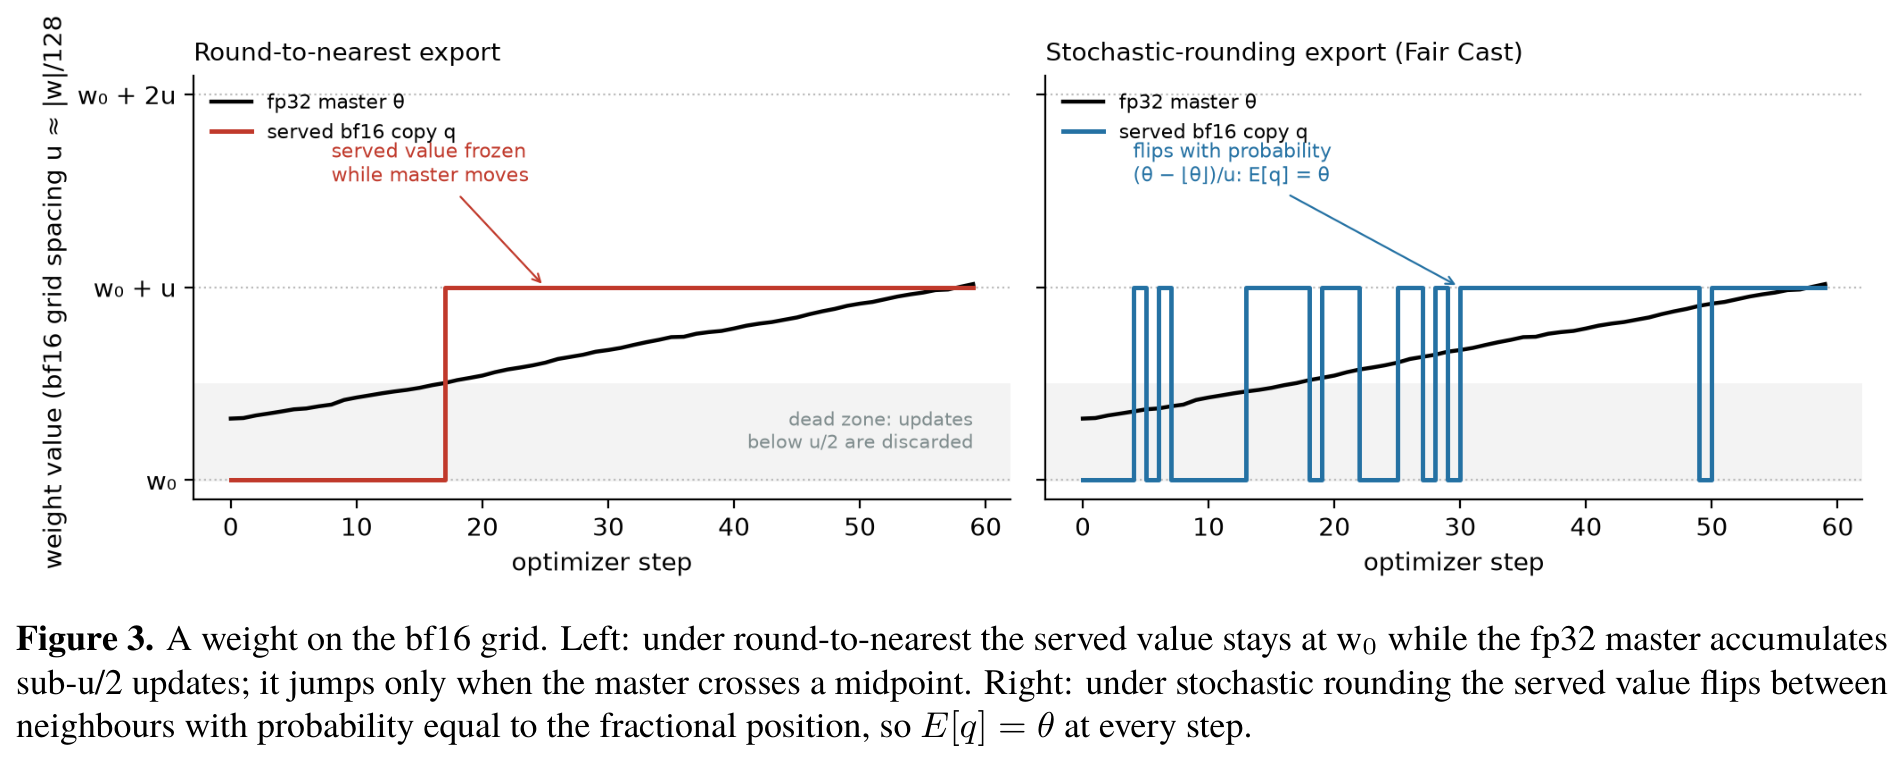 Round-to-nearest export
weight value (bf16 grid spacing u ≈ |w|/128
w₀ + 2u
w₀ + u
w₀
fp32 master θ
served bf16 copy q
served value frozen
while master moves
dead zone: updates
below u/2 are discarded
0 10 20 30 40 50 60
optimizer step
Stochastic-rounding export (Fair Cast)
fp32 master θ
served bf16 copy q
flips with probability
(θ − ⌊θ⌋)/u: E[q] = θ
0 10 20 30 40 50 60
optimizer step
Figure 3. A weight on the bf16 grid. Left: under round-to-nearest the served value stays at w₀ while the fp32 master accumulates
sub-u/2 updates; it jumps only when the master crosses a midpoint. Right: under stochastic rounding the served value flips between
neighbours with probability equal to the fractional position, so E[q] = θ at every step.